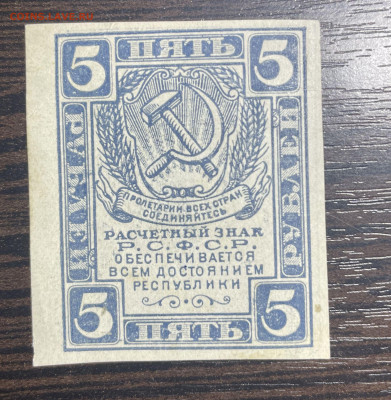 5 ПЯТЬ 5
РУБЛЕЙ
РУБЛЕЙ
ПРОЛЕТАРИИ ВСЕХ СТРАН
СОЕДИНЯЙТЕСЬ
РАСЧЕТНЫЙ ЗНАК
Р.С.Ф.С.Р.
ОБЕСПЕЧИВАЕТСЯ
ВСЕМ ДОСТОЯНИЕМ
РЕСПУБЛИКИ
5 ПЯТЬ 5